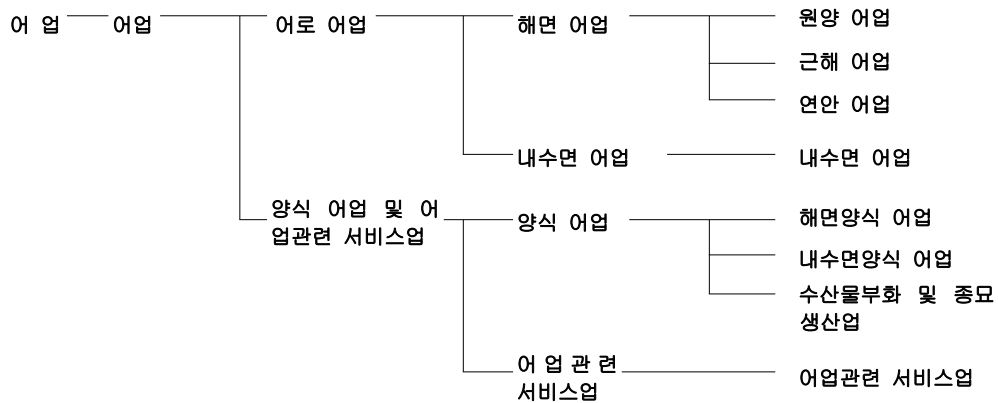 어 업 어업 어로 어업 해면 어업 원양 어업
근해 어업
연안 어업
내수면 어업 내수면 어업
양식 어업 및 어
업관련 서비스업
양식 어업 해면양식 어업
내수면양식 어업
수산물부화 및 종묘
생산업
어 업 관 련
서비스업
어업관련 서비스업